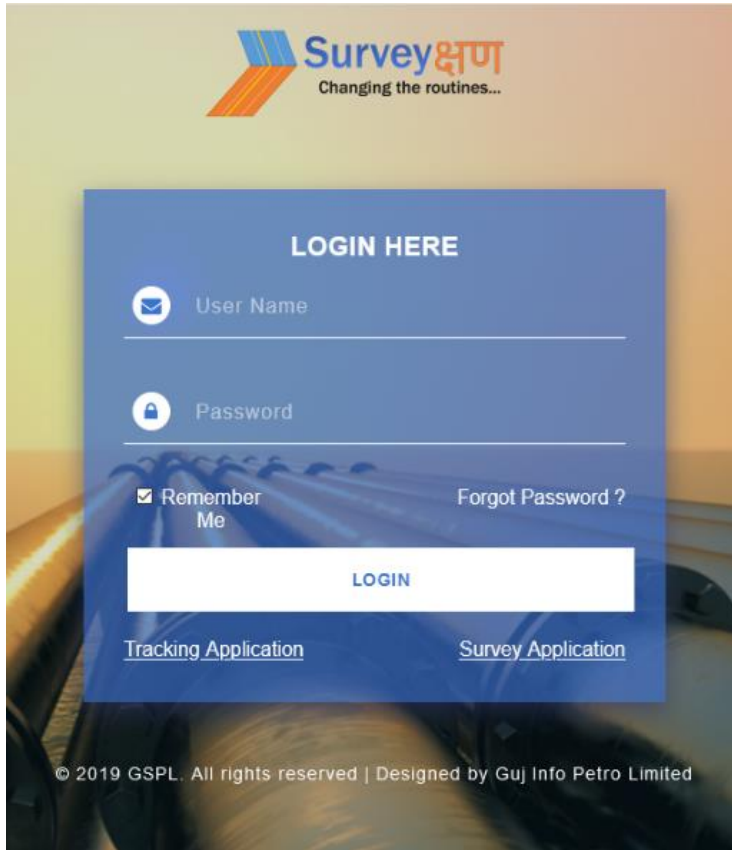 Surveyक्षण
Changing the routines...
LOGIN HERE
User Name
Password
Remember
Me
Forgot Password ?
LOGIN
Tracking Application
Survey Application
© 2019 GSPL. All rights reserved | Designed by Guj Info Petro Limited